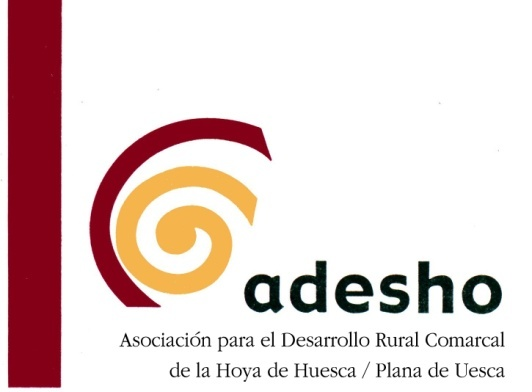 adesho
Asociación para el Desarrollo Rural Comarcal
de la Hoya de Huesca / Plana de Uesca